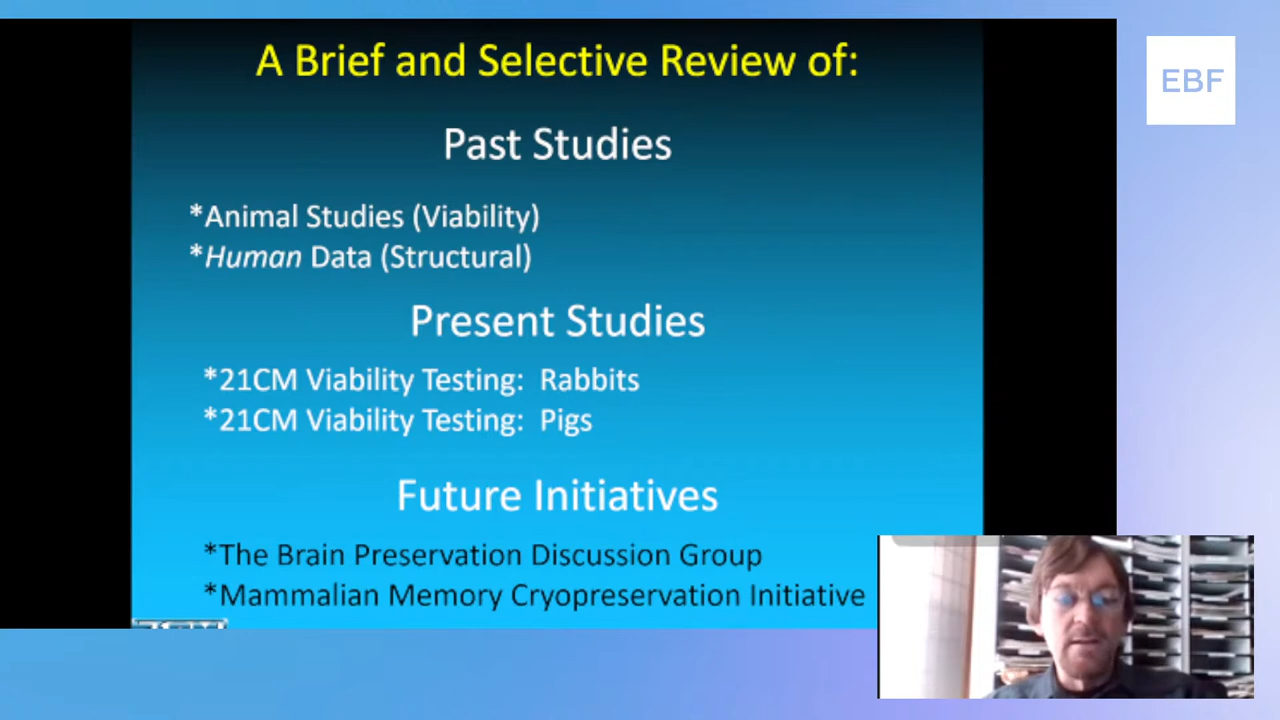 A Brief and Selective Review of:
EBF
Past Studies
*Animal Studies (Viability)
*Human Data (Structural)
Present Studies
*21CM Viability Testing: Rabbits
*21CM Viability Testing: Pigs
Future Initiatives
*The Brain Preservation Discussion Group
*Mammalian Memory Cryopreservation Initiative